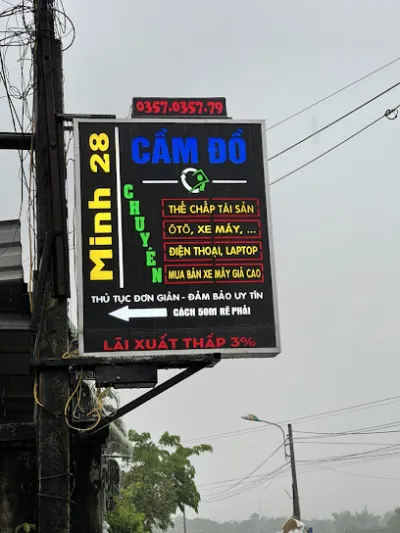 0357.0357.79
Minh 28
CẦM ĐỒ
CHUYÊN
THẾ CHẤP TÀI SẢN
ÔTÔ, XE MÁY, ...
ĐIỆN THOẠI, LAPTOP
MUA BÁN XE MÁY GIÁ CAO
THỦ TỤC ĐƠN GIẢN - ĐẢM BẢO UY TÍN
CÁCH 50M RẼ PHẢI
LÃI XUẤT THẤP 3%